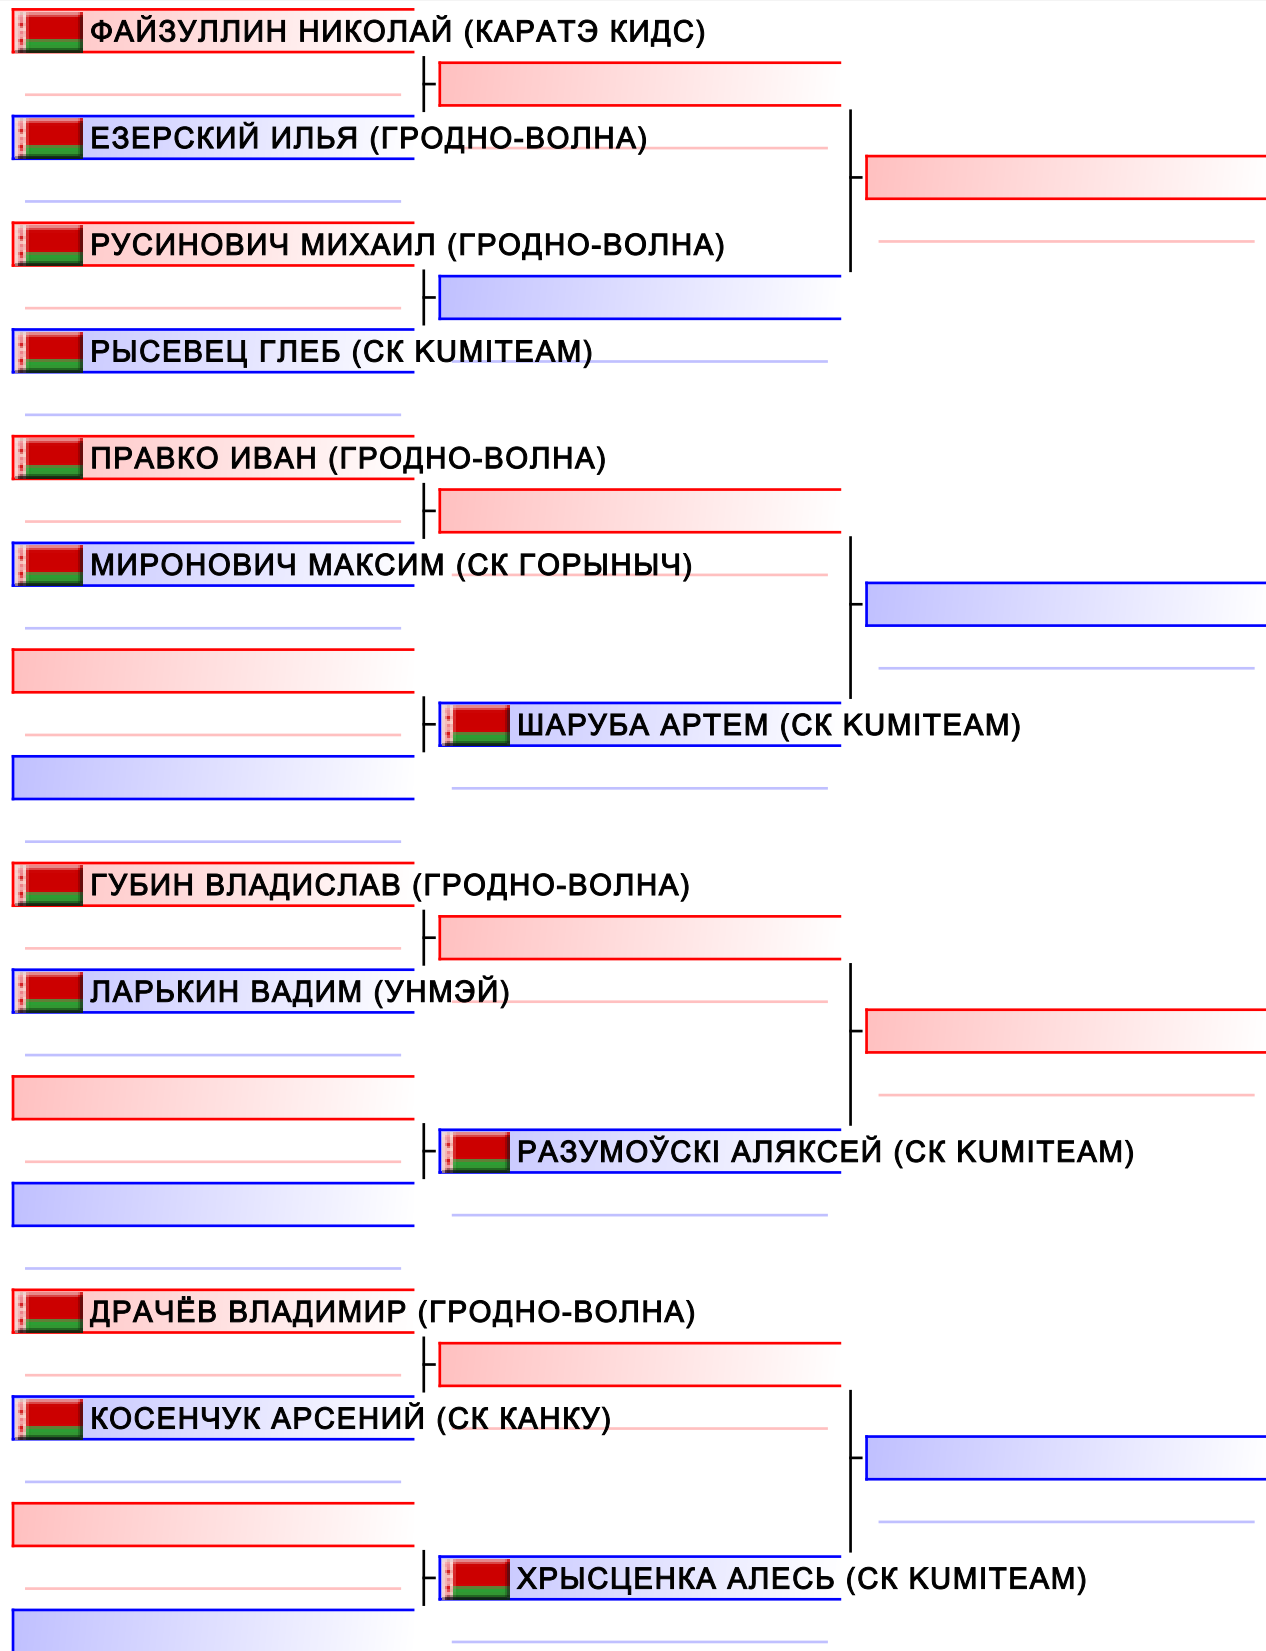 ФАЙЗУЛЛИН НИКОЛАЙ (КАРАТЭ КИДС)
ЕЗЕРСКИЙ ИЛЬЯ (ГРОДНО-ВОЛНА)
РУСИНОВИЧ МИХАИЛ (ГРОДНО-ВОЛНА)
РЫСЕВЕЦ ГЛЕБ (СК KUMITEAM)
ПРАВКО ИВАН (ГРОДНО-ВОЛНА)
МИРОНОВИЧ МАКСИМ (СК ГОРЫНЫЧ)
ШАРУБА АРТЕМ (СК KUMITEAM)
ГУБИН ВЛАДИСЛАВ (ГРОДНО-ВОЛНА)
ЛАРЬКИН ВАДИМ (УНМЭЙ)
РАЗУМОЎСКІ АЛЯКСЕЙ (СК KUMITEAM)
ДРАЧЁВ ВЛАДИМИР (ГРОДНО-ВОЛНА)
КОСЕНЧУК АРСЕНИЙ (СК КАНКУ)
ХРЫСЦЕНКА АЛЕСЬ (СК KUMITEAM)